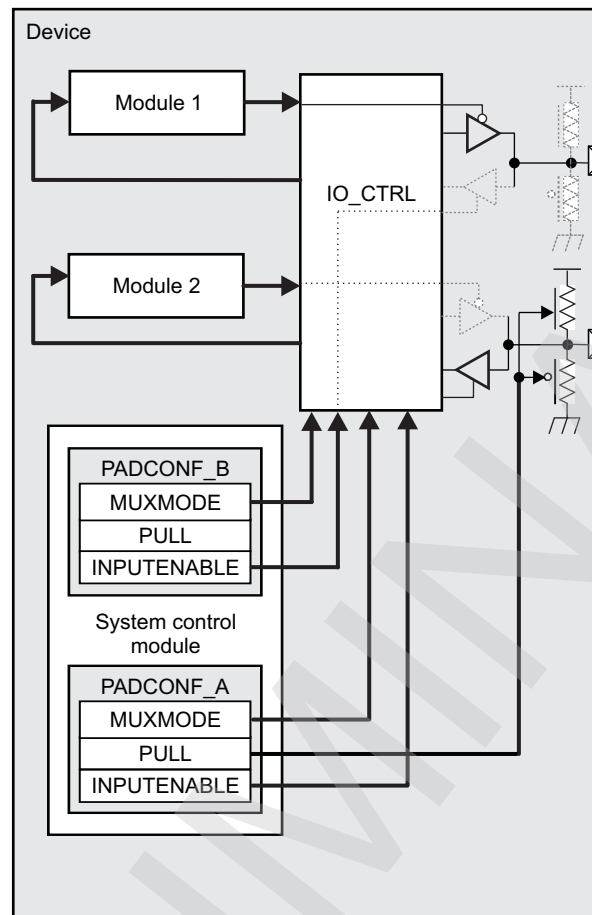 Device
Module 1
IO_CTRL
Module 2
PADCONF_B
MUXMODE
PULL
INPUTENABLE
System control
module
PADCONF_A
MUXMODE
PULL
INPUTENABLE